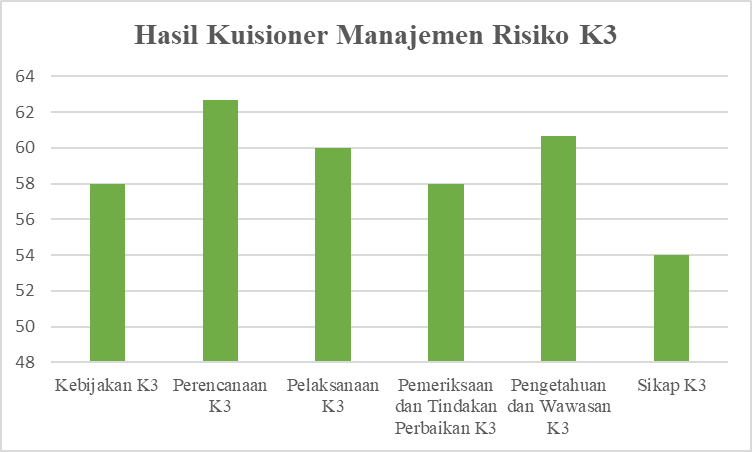 Hasil Kuisioner Manajemen Risiko K3
64
62
60
58
56
54
52
50
48
Kebijakan K3
Perencanaan
K3
Pelaksanaan
K3
Pemeriksaan
dan Tindakan
Perbaikan K3
Pengetahuan
dan Wawasan
K3
Sikap K3